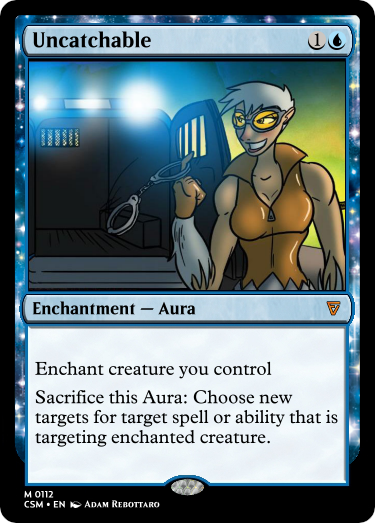 Uncatchable 1
Enchantment — Aura
Enchant creature you control
Sacrifice this Aura: Choose new
targets for target spell or ability that is
targeting enchanted creature.
M 0112
CSM • EN Adam Rebottaro